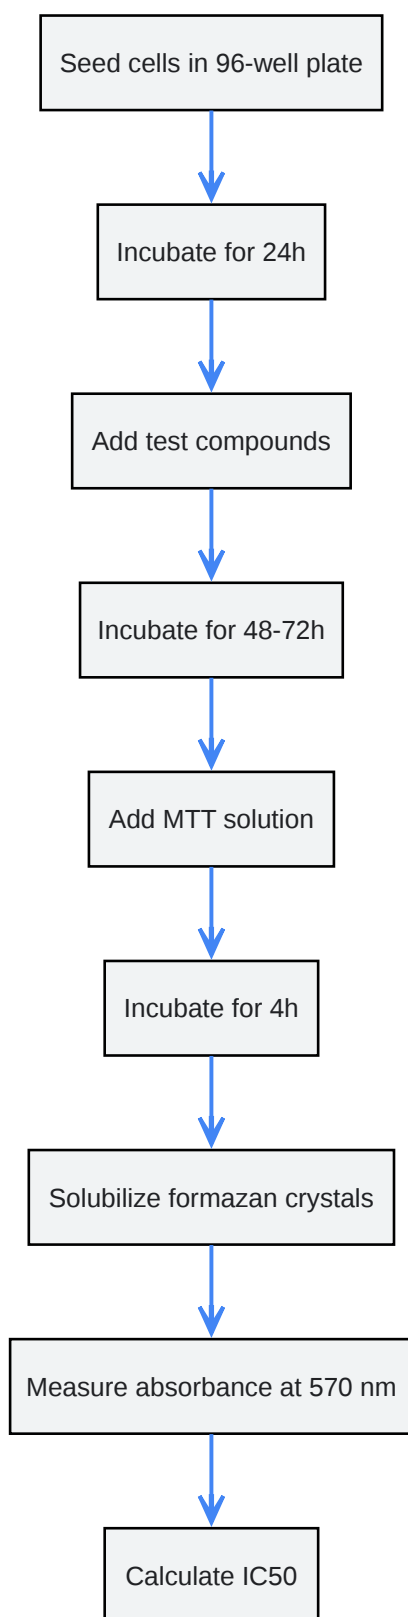 Seed cells in 96-well plate
Incubate for 24h
Add test compounds
Incubate for 48-72h
Add MTT solution
Incubate for 4h
Solubilize formazan crystals
Measure absorbance at 570 nm
Calculate IC50